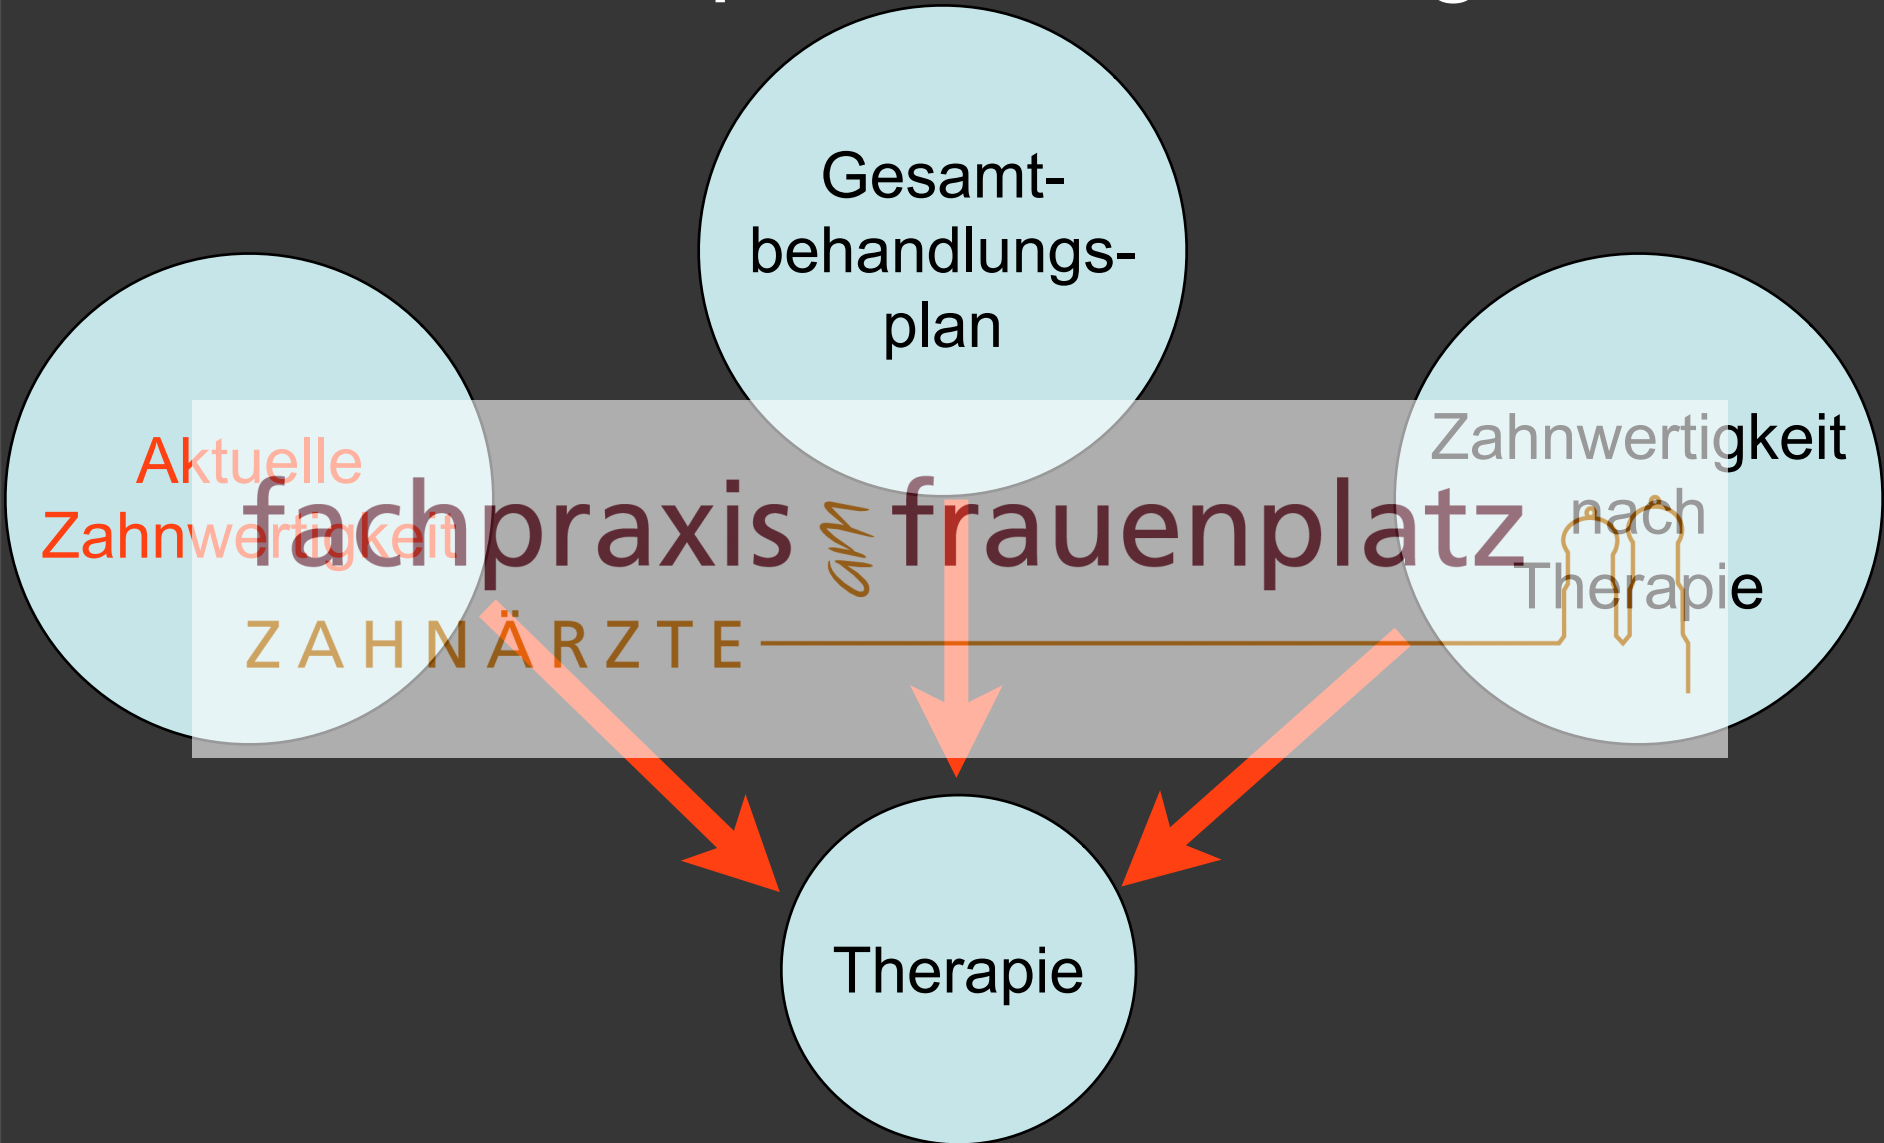 Gesamt-
behandlungs-
plan
Aktuelle
Zahnwertigkeit
Zahnwertigkeit
nach
Therapie
fachpraxis am frauenplatz
ZAHNÄRZTE
Therapie